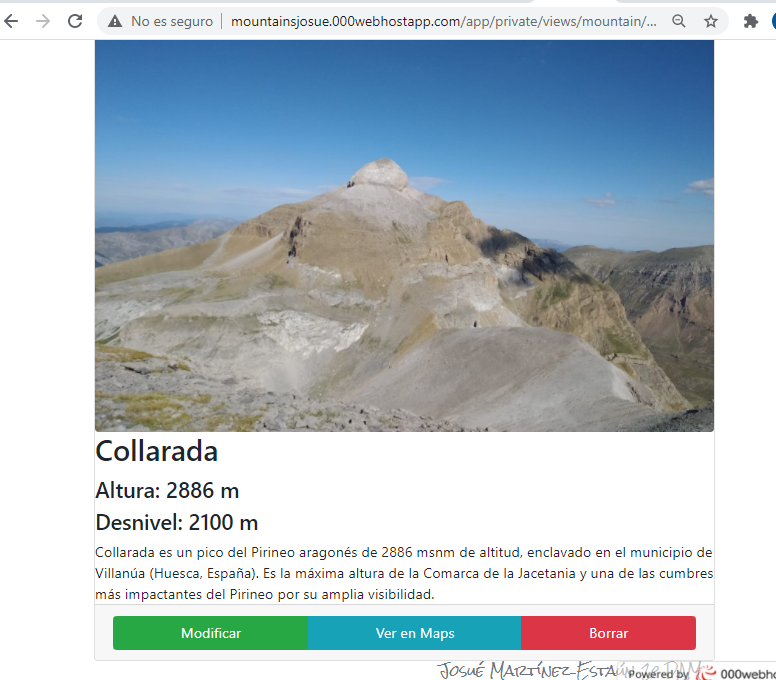 No es seguro | mountainsjosue.000webhostapp.com/app/private/views/mountain/...
Collarada
Altura: 2886 m
Desnivel: 2100 m
Collarada es un pico del Pirineo aragonés de 2886 msnm de altitud, enclavado en el municipio de
Villanúa (Huesca, España). Es la máxima altura de la Comarca de la Jacetania y una de las cumbres
más impactantes del Pirineo por su amplia visibilidad.
Modificar Ver en Maps Borrar
Josué Martínez Estaún 2º DAM
Powered by 000webho